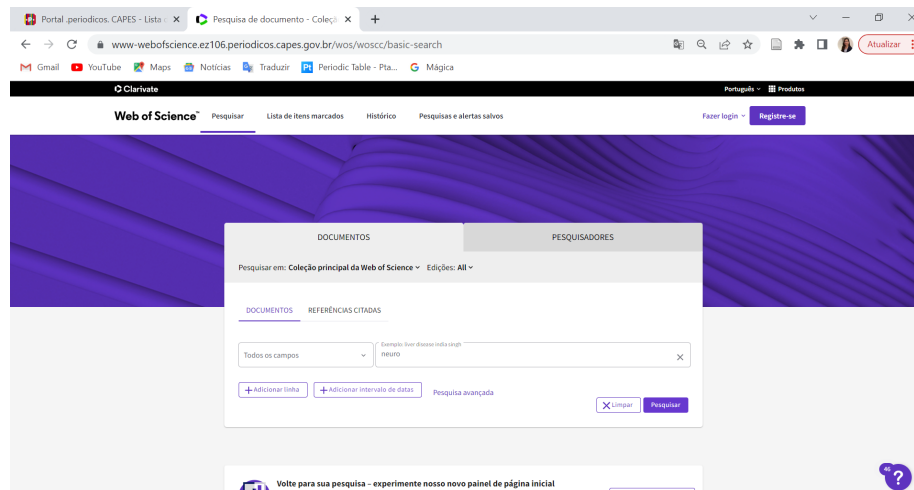 Portal .periodicos. CAPES - Lista
Pesquisa de documento - Coleçã
www-webofscience.ez106.periodicos.capes.gov.br/wos/woscc/basic-search
Atualizar
Gmail YouTube Maps Notícias Traduzir Periodic Table - Pta... Mágica
Clarivate Português Produtos
Web of Science™ Pesquisar Lista de itens marcados Histórico Pesquisas e alertas salvos Fazer login Registre-se
DOCUMENTOS PESQUISADORES
Pesquisar em: Coleção principal da Web of Science Edições: All
DOCUMENTOS REFERÊNCIAS CITADAS
Exemplo: liver disease india singh
Todos os campos neuro
+ Adicionar linha + Adicionar intervalo de datas Pesquisa avançada
Limpar Pesquisar
46
?
Volte para sua pesquisa – experimente nosso novo painel de página inicial